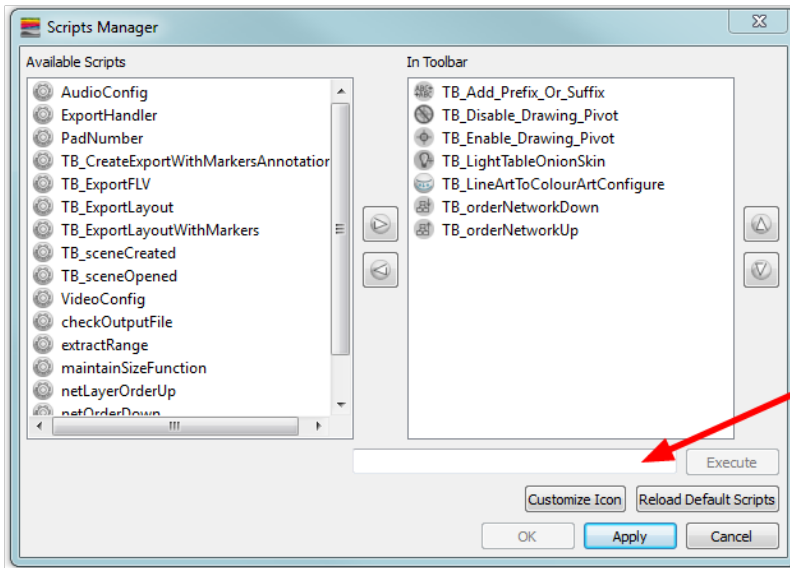 Scripts Manager
Available Scripts
AudioConfig
ExportHandler
PadNumber
TB_CreateExportWithMarkersAnnotation
TB_ExportFLV
TB_ExportLayout
TB_ExportLayoutWithMarkers
TB_sceneCreated
TB_sceneOpened
VideoConfig
checkOutputFile
extractRange
maintainSizeFunction
netLayerOrderUp
netOrderDown
In Toolbar
TB_Add_Prefix_Or_Suffix
TB_Disable_Drawing_Pivot
TB_Enable_Drawing_Pivot
TB_LightTableOnionSkin
TB_LineArtToColourArtConfigure
TB_orderNetworkDown
TB_orderNetworkUp
Execute
Customize Icon Reload Default Scripts
OK Apply Cancel